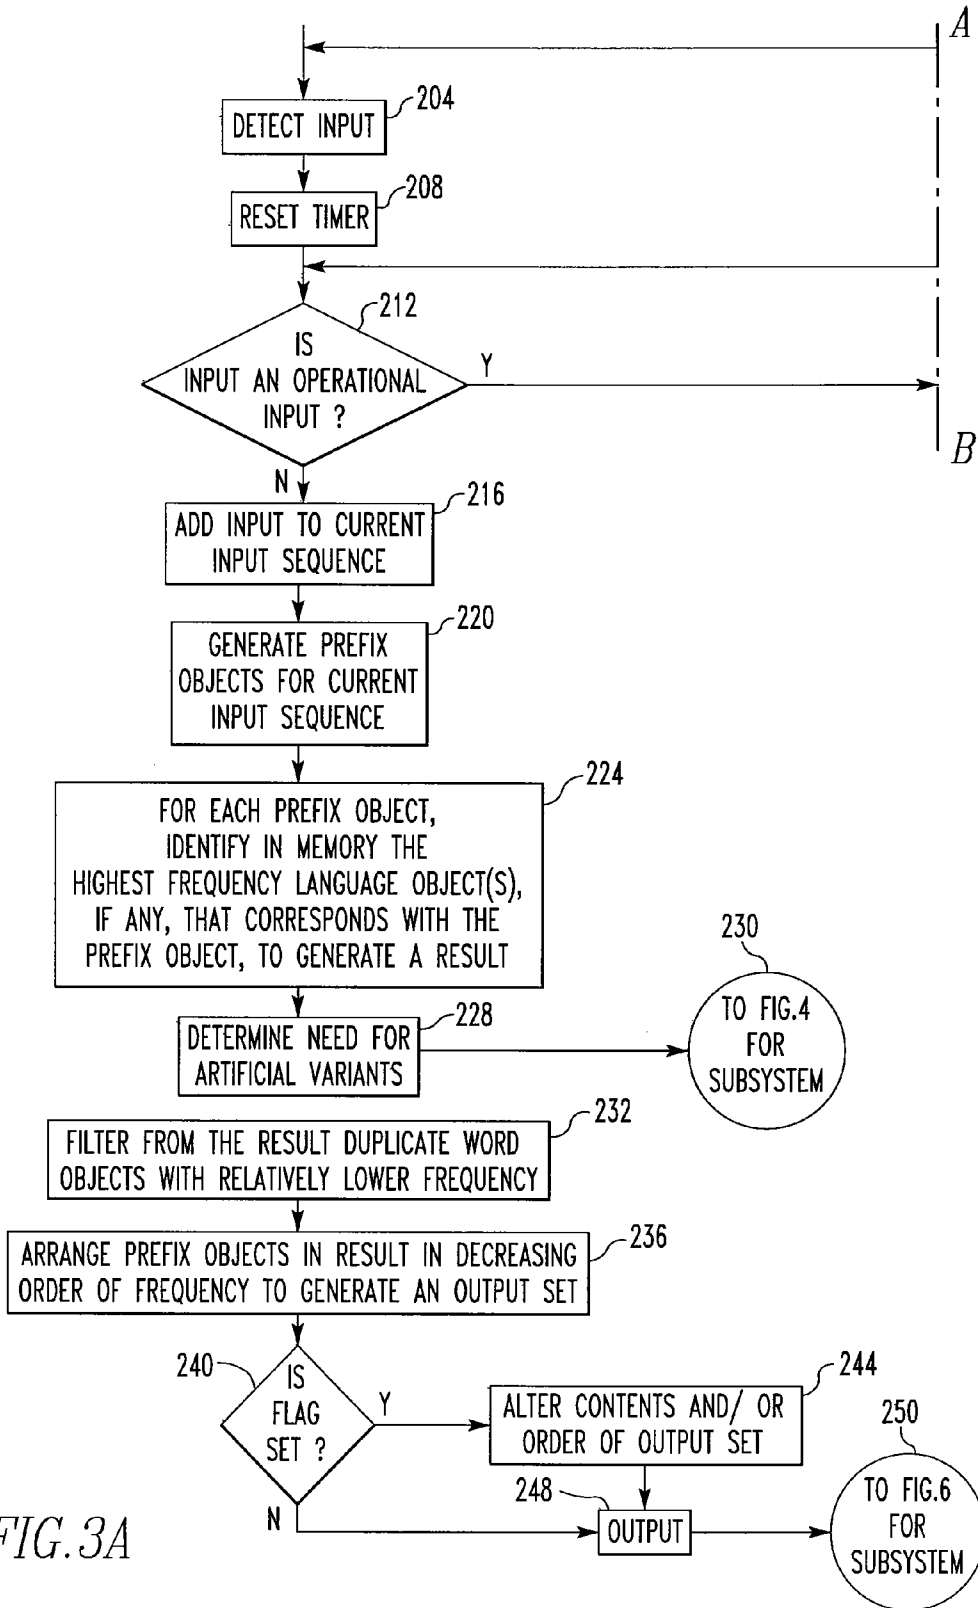 A
204
DETECT INPUT
208
RESET TIMER
212
IS
INPUT AN OPERATIONAL
INPUT ?
Y
B
N
216
ADD INPUT TO CURRENT
INPUT SEQUENCE
220
GENERATE PREFIX
OBJECTS FOR CURRENT
INPUT SEQUENCE
224
FOR EACH PREFIX OBJECT,
IDENTIFY IN MEMORY THE
HIGHEST FREQUENCY LANGUAGE OBJECT(S),
IF ANY, THAT CORRESPONDS WITH THE
PREFIX OBJECT, TO GENERATE A RESULT
230
TO FIG.4
FOR
SUBSYSTEM
228
DETERMINE NEED FOR
ARTIFICIAL VARIANTS
232
FILTER FROM THE RESULT DUPLICATE WORD
OBJECTS WITH RELATIVELY LOWER FREQUENCY
236
ARRANGE PREFIX OBJECTS IN RESULT IN DECREASING
ORDER OF FREQUENCY TO GENERATE AN OUTPUT SET
240
IS
FLAG
SET ?
Y
244
ALTER CONTENTS AND/ OR
ORDER OF OUTPUT SET
250
TO FIG.6
FOR
SUBSYSTEM
248
OUTPUT
N
FIG.3A